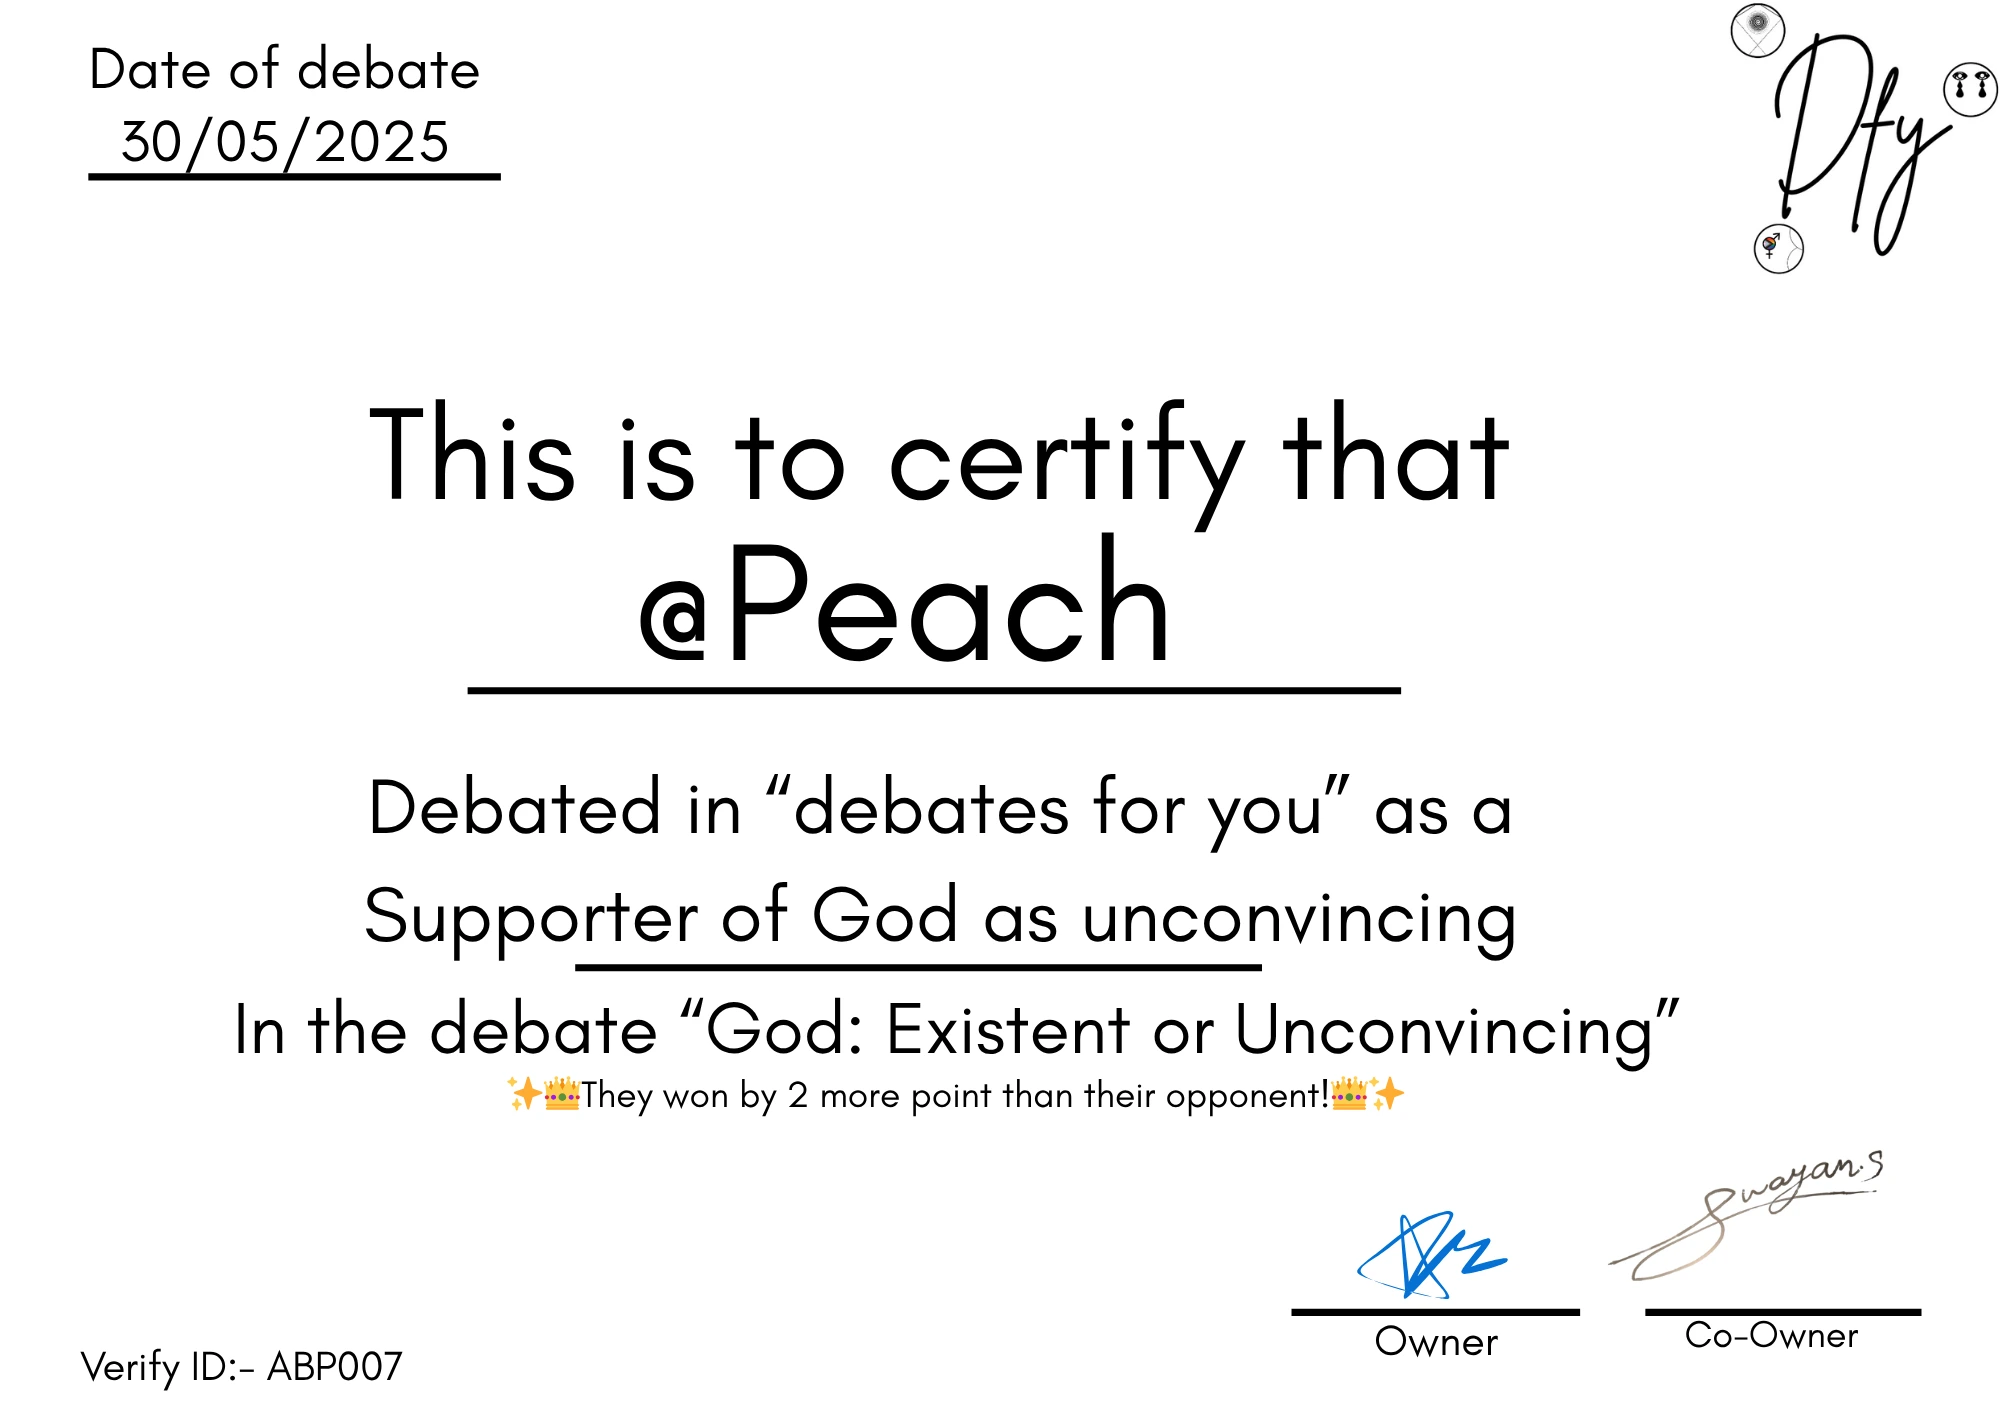 Date of debate
30/05/2025
Dfy
This is to certify that
@Peach
Debated in “debates for you” as a
Supporter of God as unconvincing
In the debate “God: Existent or Unconvincing”
✨👑They won by 2 more point than their opponent!👑✨
Swayan.S
Owner
Co-Owner
Verify ID:- ABP007